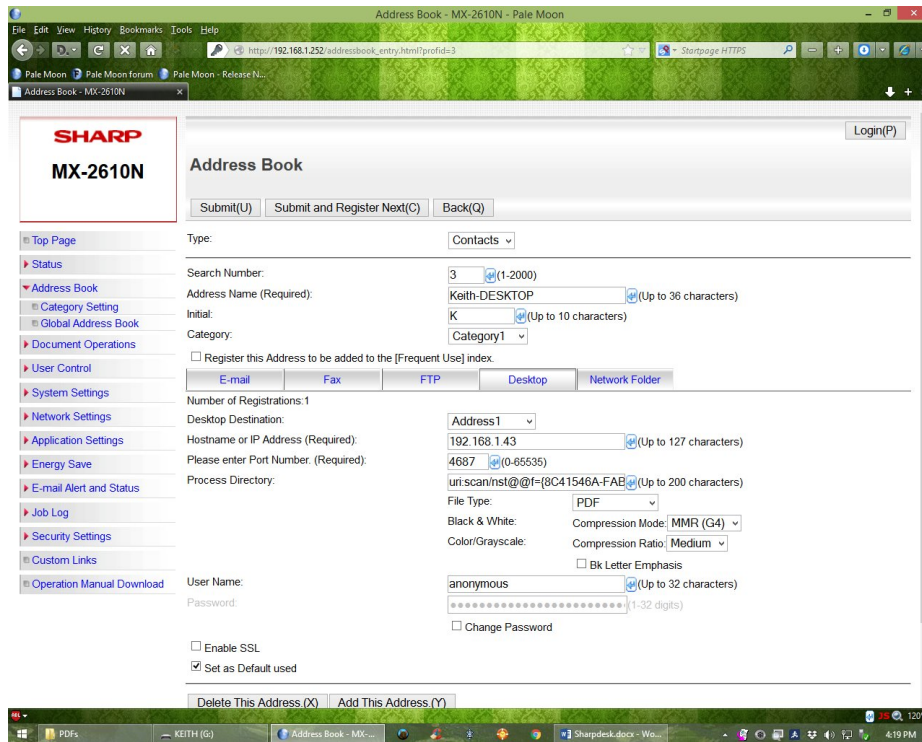 Address Book - MX-2610N - Pale Moon
File Edit View History Bookmarks Tools Help
http://192.168.1.252/addressbook_entry.html?profid=3
Startpage HTTPS
Pale Moon Pale Moon forum Pale Moon - Release N...
Address Book - MX-2610N
SHARP
MX-2610N
Login(P)
Address Book
Submit(U) Submit and Register Next(C) Back(Q)
Top Page
Status
Address Book
Category Setting
Global Address Book
Document Operations
User Control
System Settings
Network Settings
Application Settings
Energy Save
E-mail Alert and Status
Job Log
Security Settings
Custom Links
Operation Manual Download
Type: Contacts
Search Number: 3 (1-2000)
Address Name (Required): Keith-DESKTOP (Up to 36 characters)
Initial: K (Up to 10 characters)
Category: Category1
Register this Address to be added to the [Frequent Use] index.
E-mail Fax FTP Desktop Network Folder
Number of Registrations:1
Desktop Destination: Address1
Hostname or IP Address (Required): 192.168.1.43 (Up to 127 characters)
Please enter Port Number. (Required): 4687 (0-65535)
Process Directory: uri:scan/nst@@f={8C41546A-FAB (Up to 200 characters)
File Type: PDF
Black & White: Compression Mode: MMR (G4)
Color/Grayscale: Compression Ratio: Medium
Bk Letter Emphasis
User Name: anonymous (Up to 32 characters)
Password: (1-32 digits)
Change Password
Enable SSL
Set as Default used
Delete This Address.(X) Add This Address.(Y)
JS 120%
PDFs KEITH (G:) Address Book - MX-... Sharpdesk.docx - Wo... 4:19 PM